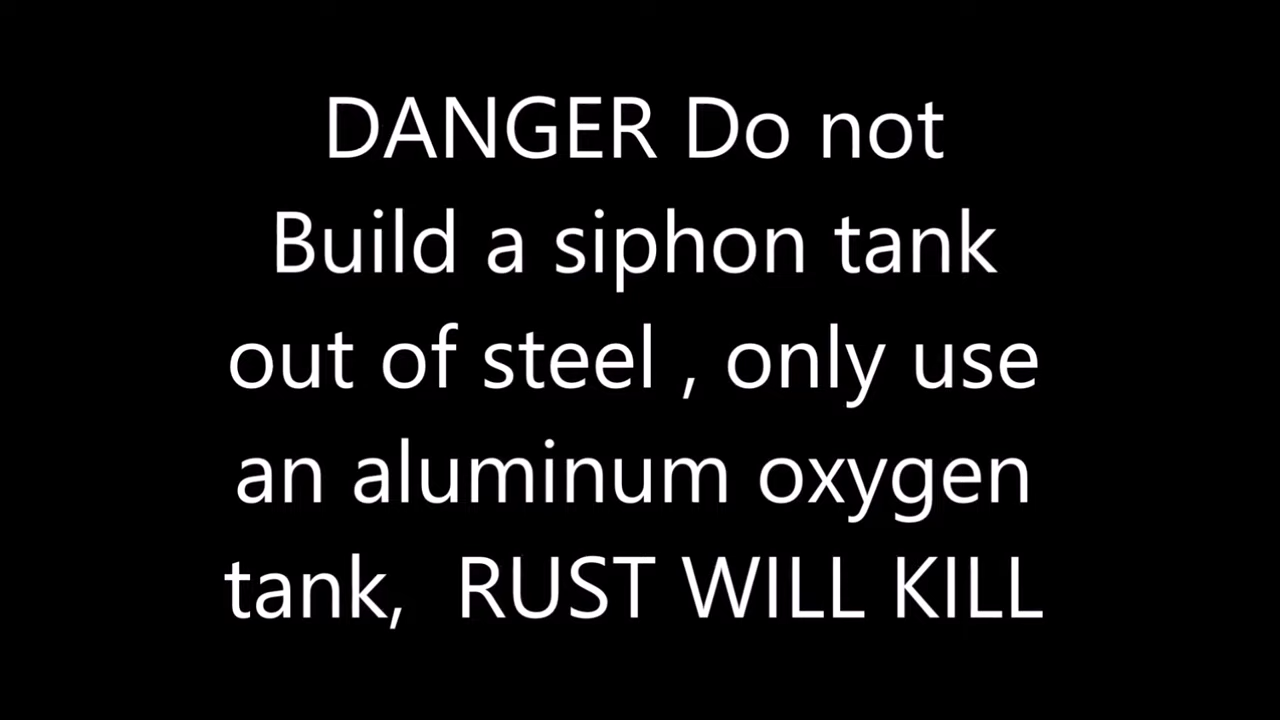 DANGER Do not
Build a siphon tank
out of steel , only use
an aluminum oxygen
tank,  RUST WILL KILL